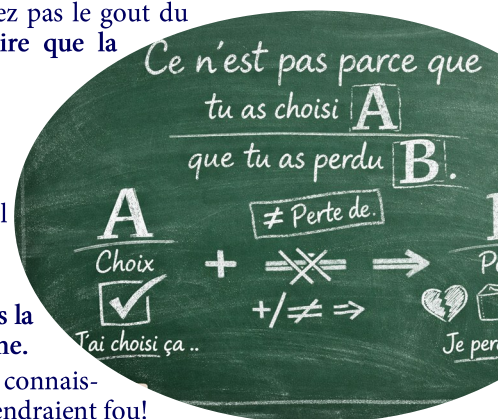 ez pas le gout du
ire que la
Ce n'est pas parce que
tu as choisi A
que tu as perdu B.
l
≠ Perte de.
A
Choix
+ = ⇒
+/≠ ⇒
J'ai choisi ça ..
Je per
s la
ne.
connais-
endraient fou!